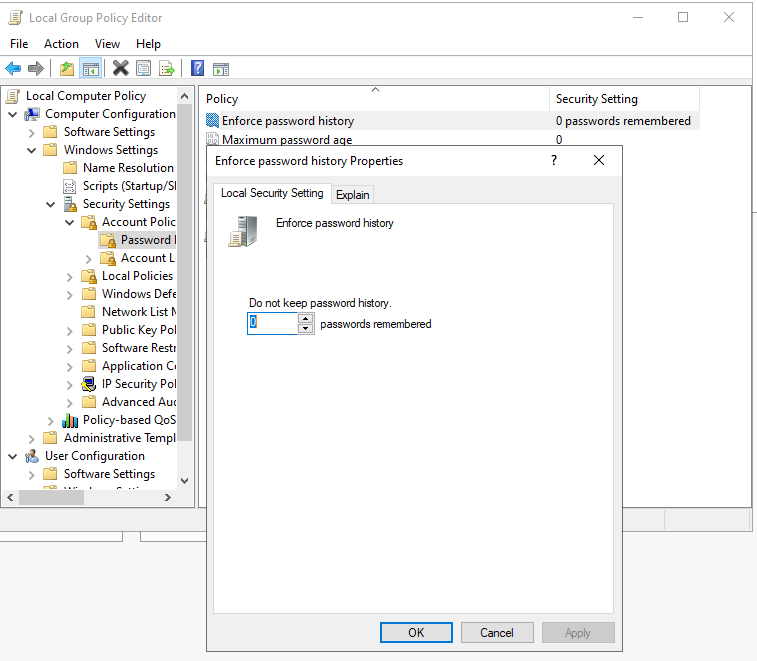 Local Group Policy Editor
File Action View Help
Local Computer Policy
Computer Configuration
Software Settings
Windows Settings
Name Resolution
Scripts (Startup/Sl
Security Settings
Account Polic
Password
Account L
Local Policies
Windows Defe
Network List M
Public Key Pol
Software Restr
Application Co
IP Security Pol
Advanced Aud
Policy-based QoS
Administrative Templ
User Configuration
Software Settings
Policy Security Setting
Enforce password history 0 passwords remembered
Maximum password age 0
Enforce password history Properties ?
Local Security Setting Explain
Enforce password history
Do not keep password history.
0 passwords remembered
OK Cancel Apply